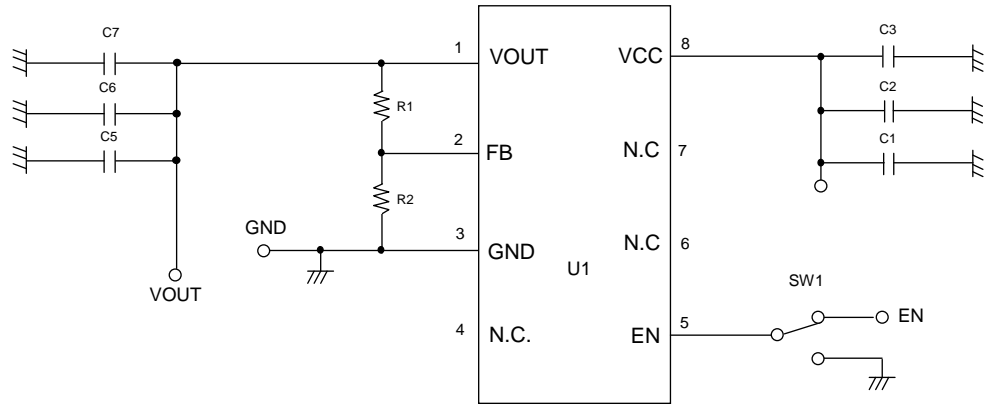 C7
C6
C5
VOUT
R1
R2
GND
1
2
3
4
VOUT
FB
GND
N.C.
U1
VCC
N.C
N.C
EN
8
7
6
5
C3
C2
C1
SW1
EN